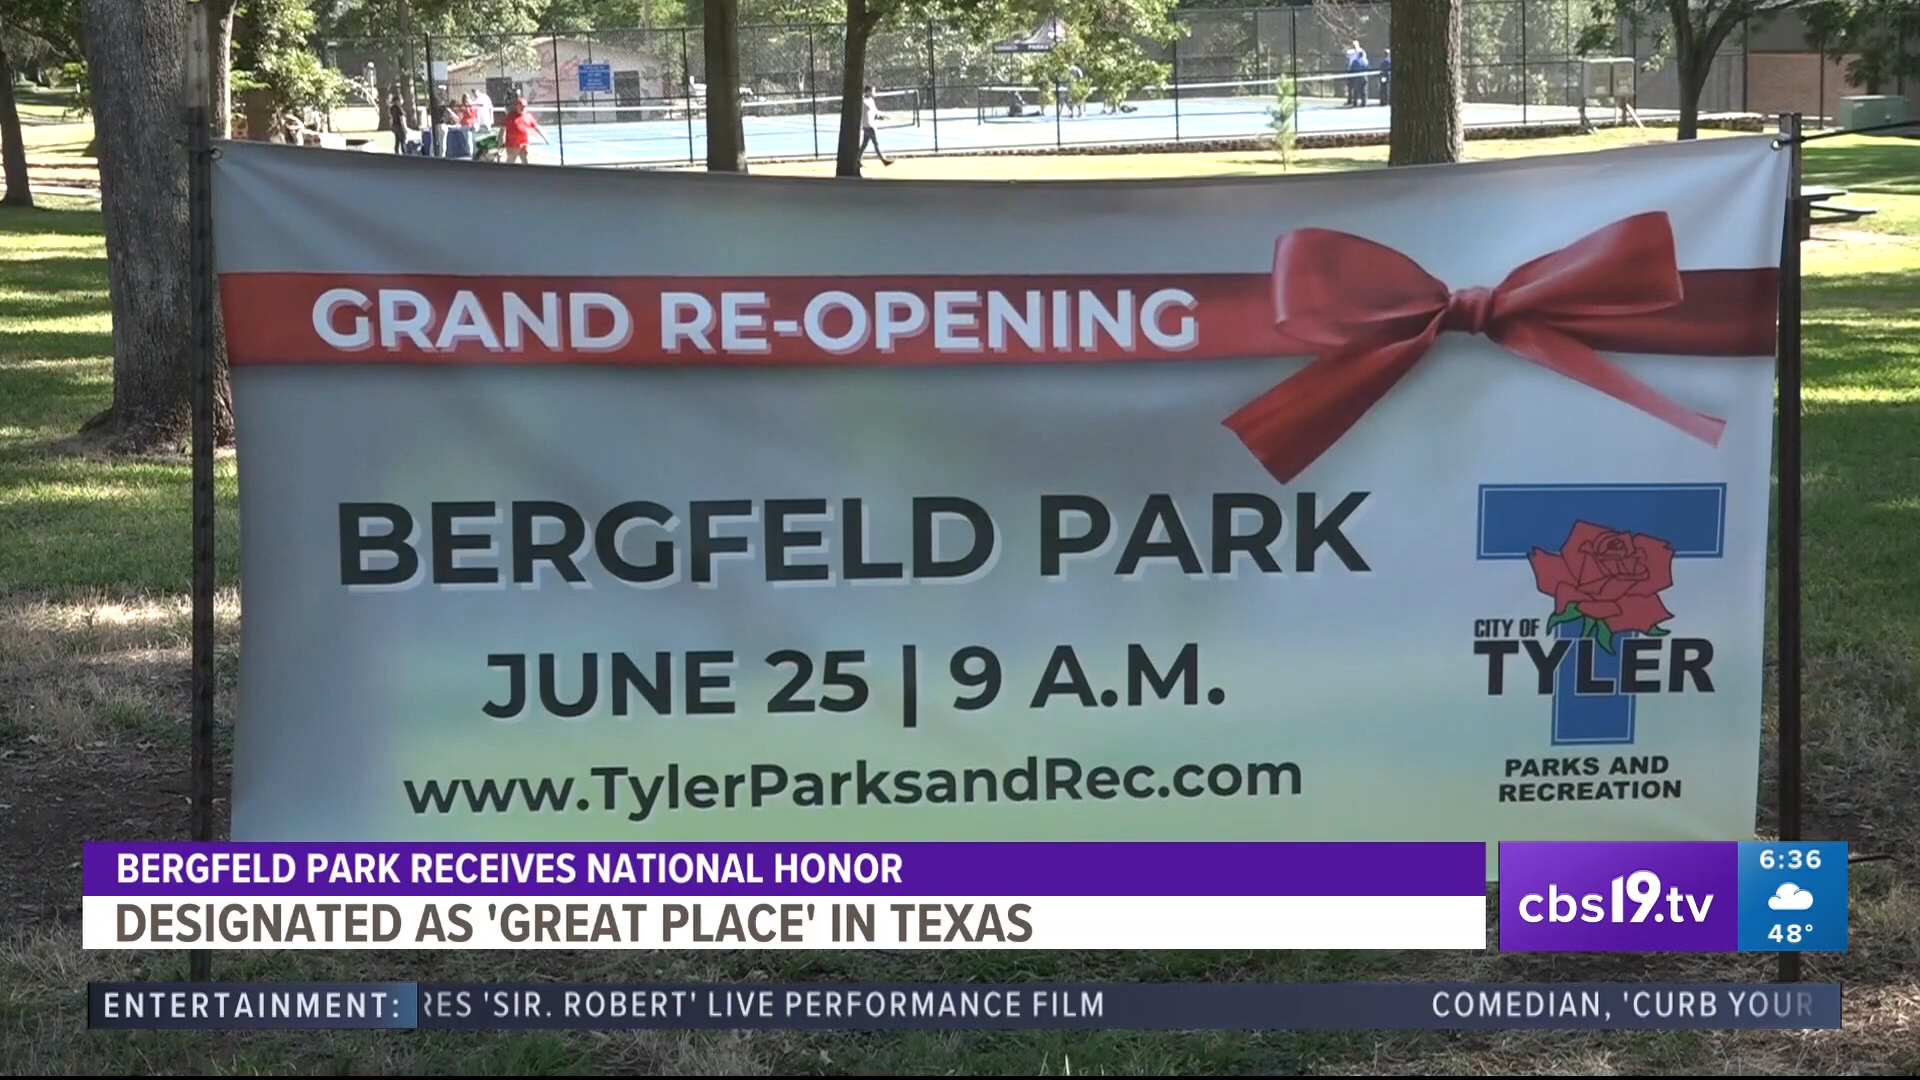 GRAND RE-OPENING
BERGFELD PARK
JUNE 25 | 9 A.M.
www.TylerParksandRec.com
CITY OF
TYLER
PARKS AND
RECREATION
BERGFELD PARK RECEIVES NATIONAL HONOR
DESIGNATED AS 'GREAT PLACE' IN TEXAS
cbs19.tv
6:36
48°
ENTERTAINMENT: RES 'SIR. ROBERT' LIVE PERFORMANCE FILM COMEDIAN, 'CURB YOUR